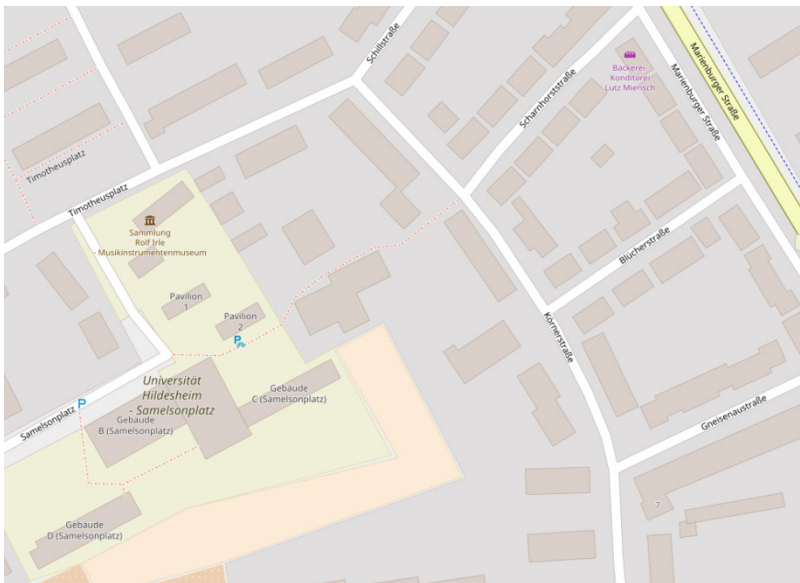 Schillstraße
Marienburger Straße
Bäckerei-
Konditorei
Lutz Mierisch
Scharnhorststraße
Marienburger Straße
Timotheusplatz
Timotheusplatz
Sammlung
Rolf Irle
- Musikinstrumentenmuseum
Blücherstraße
Pavilion
1
Pavilion
2
P
Körnerstraße
Universität
Hildesheim
- Samelsonplatz
Gebäude
C (Samelsonplatz)
P
Samelsonplatz
Gebäude
B (Samelsonplatz)
Gneisenaustraße
7
Gebäude
D (Samelsonplatz)